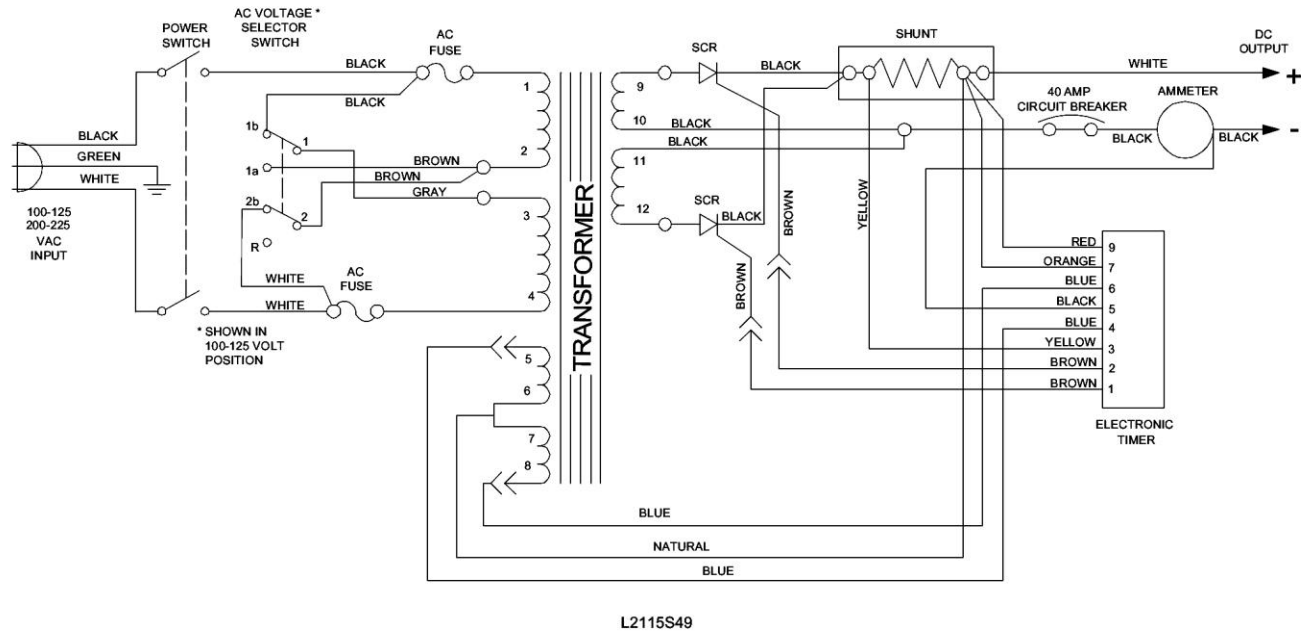 POWER
SWITCH
AC VOLTAGE *
SELECTOR
SWITCH
AC
FUSE
BLACK
BLACK
1b
1
1a
BROWN
BROWN
GRAY
2b
2
R
BLACK
GREEN
WHITE
100-125
200-225
VAC
INPUT
WHITE
WHITE
AC
FUSE
* SHOWN IN
100-125 VOLT
POSITION
1
2
3
4
5
6
7
8
TRANSFORMER
9
10
11
12
SCR
BLACK
BLACK
BLACK
SCR
BLACK
BROWN
BROWN
YELLOW
SHUNT
WHITE
DC
OUTPUT
+
-
40 AMP
CIRCUIT BREAKER
AMMETER
BLACK
BLACK
RED 9
ORANGE 7
BLUE 6
BLACK 5
BLUE 4
YELLOW 3
BROWN 2
BROWN 1
ELECTRONIC
TIMER
BLUE
NATURAL
BLUE
L2115S49